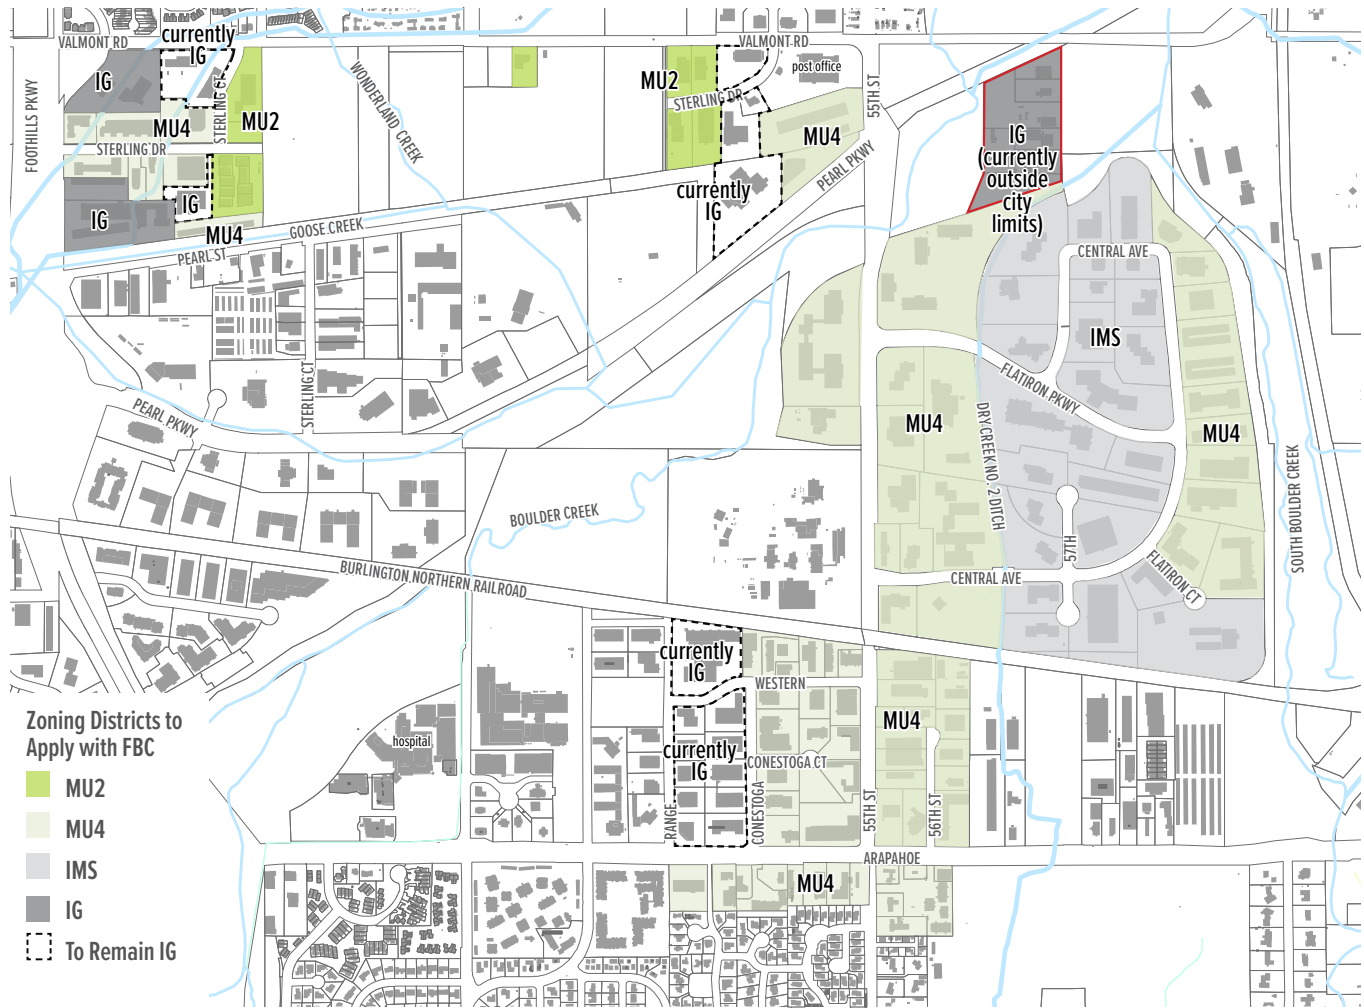 VALMONT RD
currently
IG
IG
FOOTHILLS PKWY
STERLING CT
MU4
MU2
STERLING DR
IG
IG
MU4
GOOSE CREEK
PEARL ST
WONDERLAND CREEK
MU2
VALMONT RD
post office
STERLING DR
55TH ST
MU4
PEARL PKWY
currently
IG
IG
(currently
outside
city
limits)
CENTRAL AVE
IMS
FLATIRON PKWY
MU4
MU4
DRY CREEK NO. 2 DITCH
SOUTH BOULDER CREEK
STERLING CT
PEARL PKWY
BOULDER CREEK
57TH
FLATIRON CT
CENTRAL AVE
BURLINGTON NORTHERN RAILROAD
currently
IG
WESTERN
MU4
currently
IG
CONESTOGA CT
hospital
RANGE
CONESTOGA
55TH ST
56TH ST
ARAPAHOE
MU4
Zoning Districts to
Apply with FBC
MU2
MU4
IMS
IG
To Remain IG